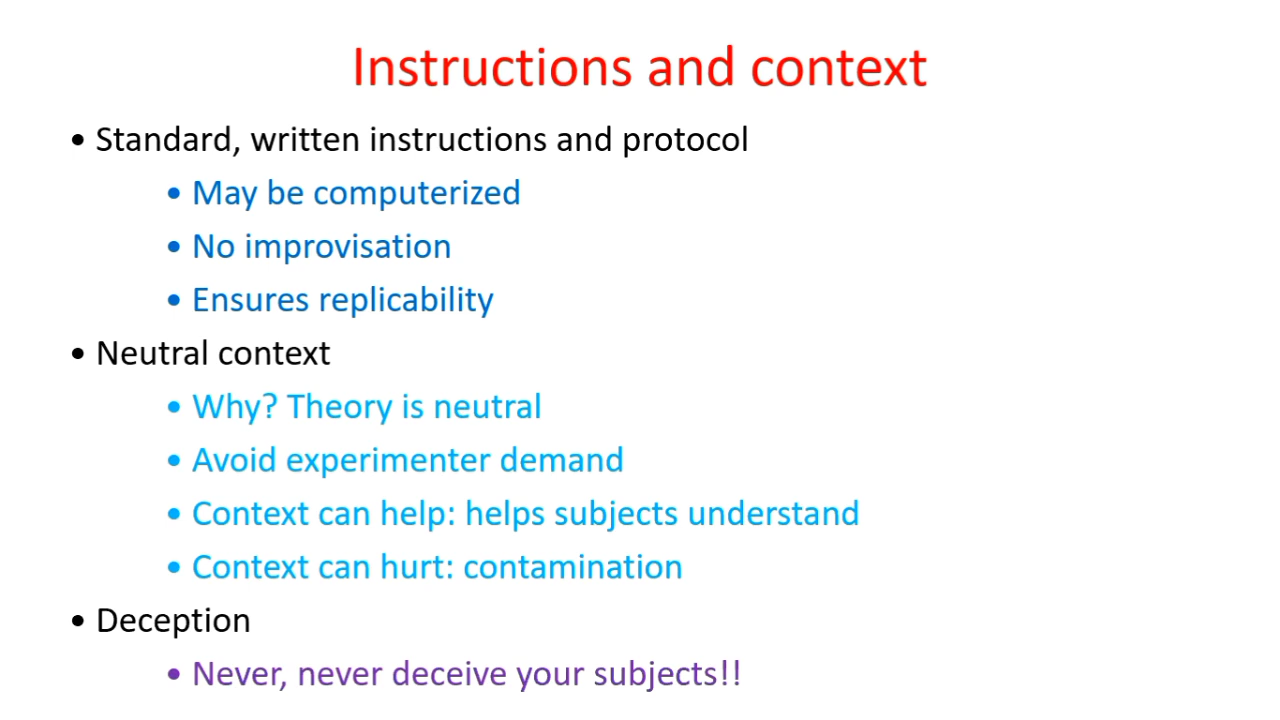 Instructions and context
• Standard, written instructions and protocol
• May be computerized
• No improvisation
• Ensures replicability
• Neutral context
• Why? Theory is neutral
• Avoid experimenter demand
• Context can help: helps subjects understand
• Context can hurt: contamination
• Deception
• Never, never deceive your subjects!!